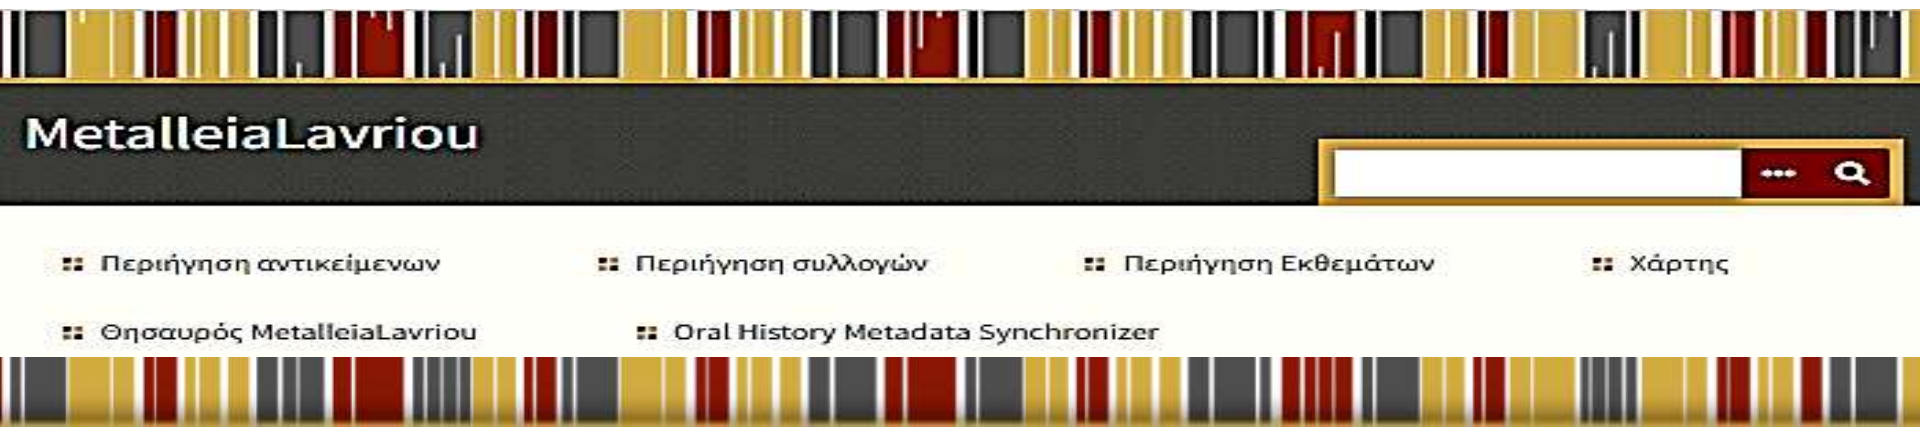 MetalleiaLavriou
Περιήγηση αντικείμενων Περιήγηση συλλογών Περιήγηση Εκθεμάτων Χάρτης
Θησαυρός MetalleiaLavriou Oral History Metadata Synchronizer